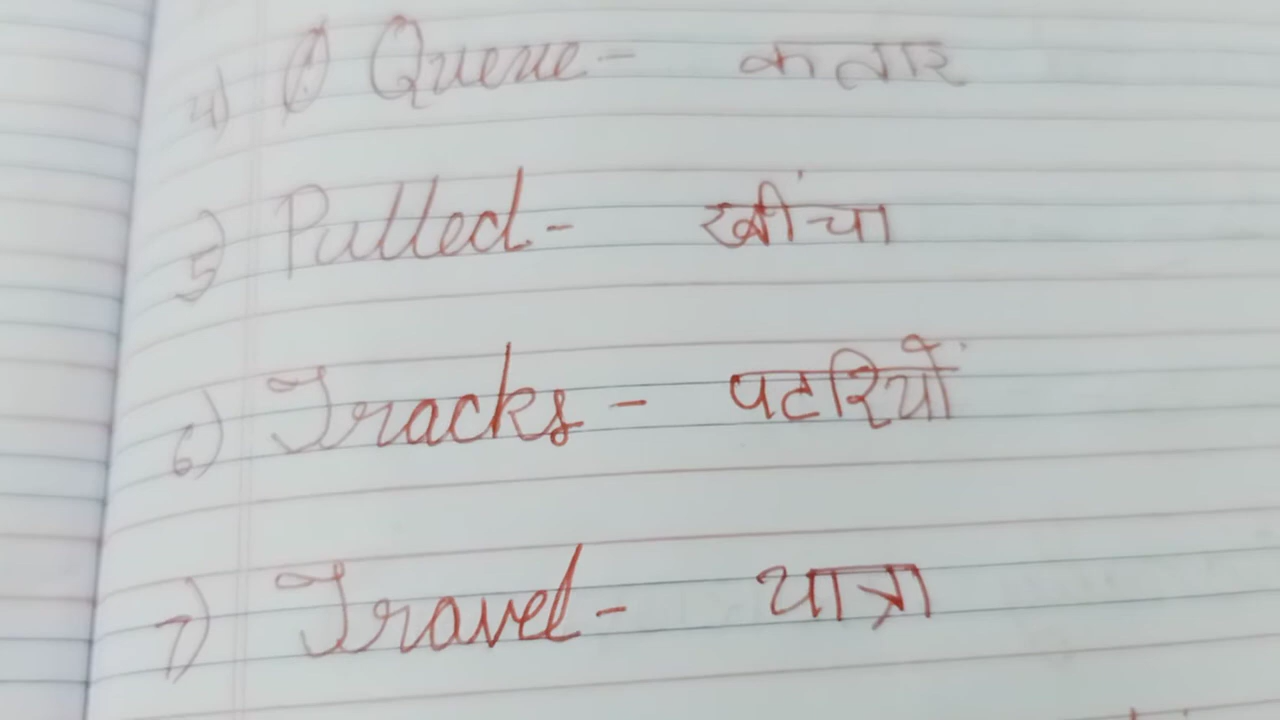 4) Queue - कतार
5) Pulled - खींचा
6) Tracks - पटरियों
7) Travel - यात्रा